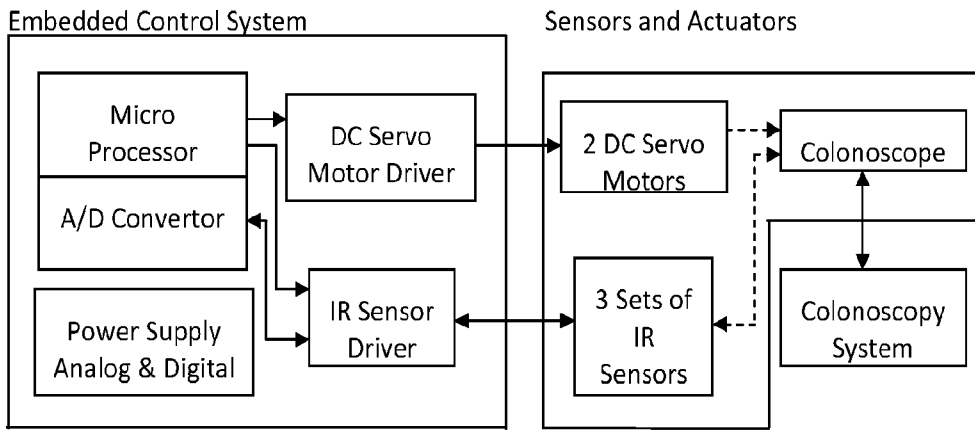 Embedded Control System
Sensors and Actuators
Micro
Processor
DC Servo
Motor Driver
2 DC Servo
Motors
Colonoscope
A/D Convertor
IR Sensor
Driver
3 Sets of
IR
Sensors
Colonoscopy
System
Power Supply
Analog & Digital